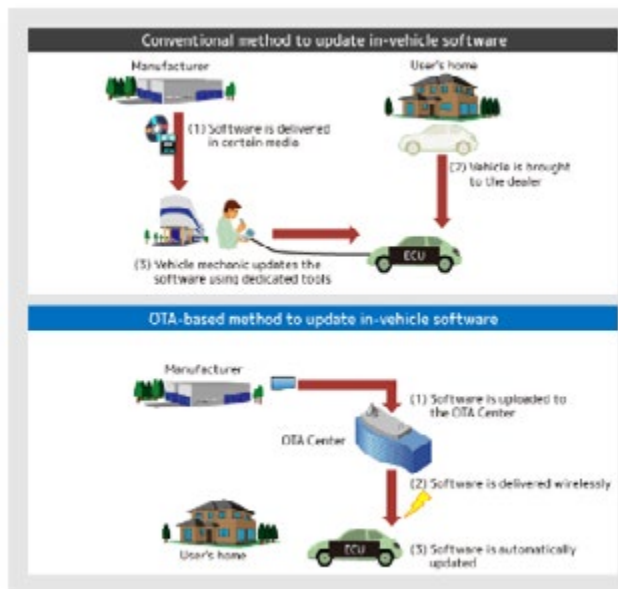 Conventional method to update in-vehicle software
Manufacturer
User's home
(1) Software is delivered
in certain media
(2) Vehicle is brought
to the dealer
ECU
(3) Vehicle mechanic updates the
software using dedicated tools
OTA-based method to update in-vehicle software
Manufacturer
(1) Software is uploaded to
the OTA Center
OTA Center
(2) Software is delivered wirelessly
User's home
ECU
(3) Software is automatically
updated